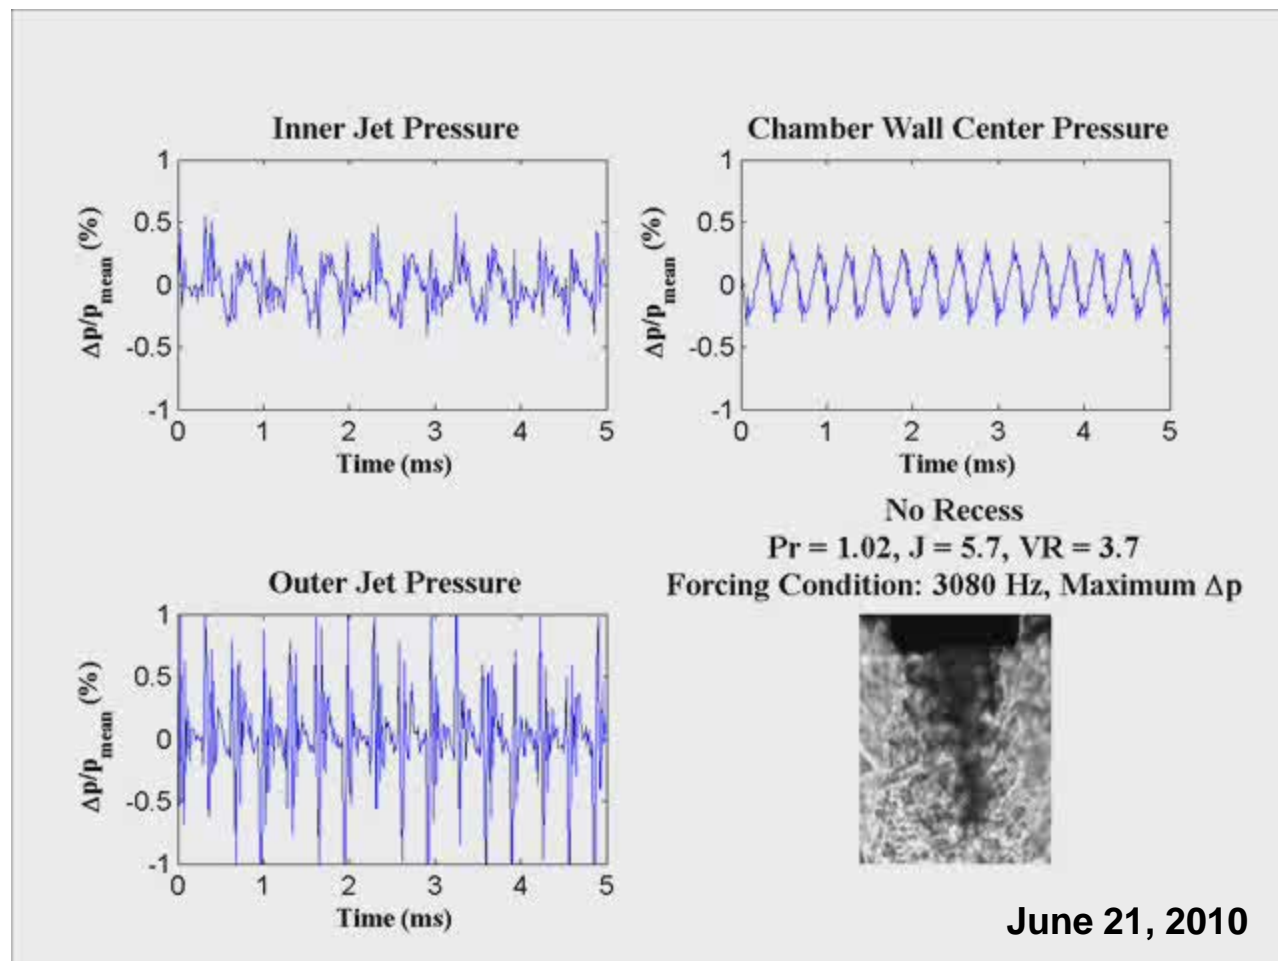 Inner Jet Pressure
Δp/p_mean (%)
1
0.5
0
-0.5
-1
0 1 2 3 4 5
Time (ms)
Chamber Wall Center Pressure
Δp/p_mean (%)
1
0.5
0
-0.5
-1
0 1 2 3 4 5
Time (ms)
No Recess
Pr = 1.02, J = 5.7, VR = 3.7
Forcing Condition: 3080 Hz, Maximum Δp
Outer Jet Pressure
Δp/p_mean (%)
1
0.5
0
-0.5
-1
0 1 2 3 4 5
Time (ms)
June 21, 2010